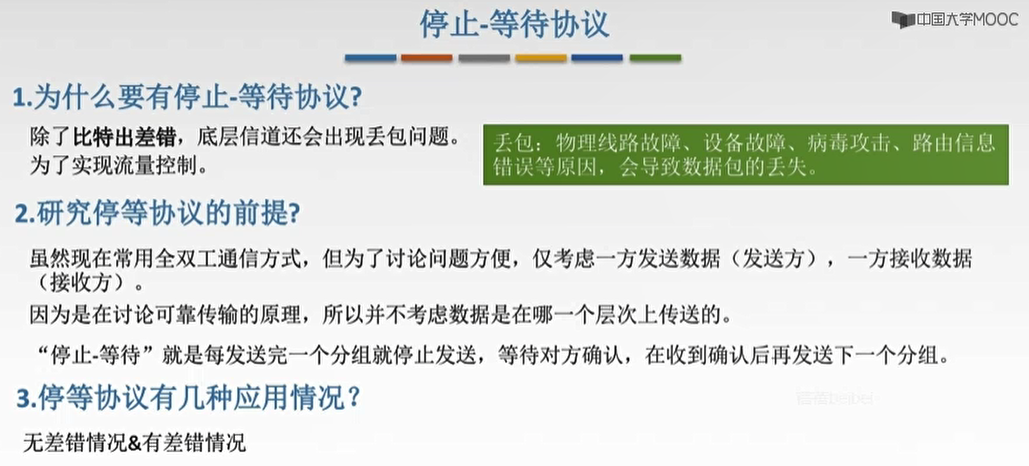 停止-等待协议
中国大学MOOC
1.为什么要有停止-等待协议?
除了比特出差错，底层信道还会出现丢包问题。
为了实现流量控制。
丢包：物理线路故障、设备故障、病毒攻击、路由信息
错误等原因，会导致数据包的丢失。
2.研究停等协议的前提?
虽然现在常用全双工通信方式，但为了讨论问题方便，仅考虑一方发送数据（发送方），一方接收数据
（接收方）。
因为是在讨论可靠传输的原理，所以并不考虑数据是在哪一个层次上传送的。
“停止-等待”就是每发送完一个分组就停止发送，等待对方确认，在收到确认后再发送下一个分组。
3.停等协议有几种应用情况？
无差错情况&有差错情况